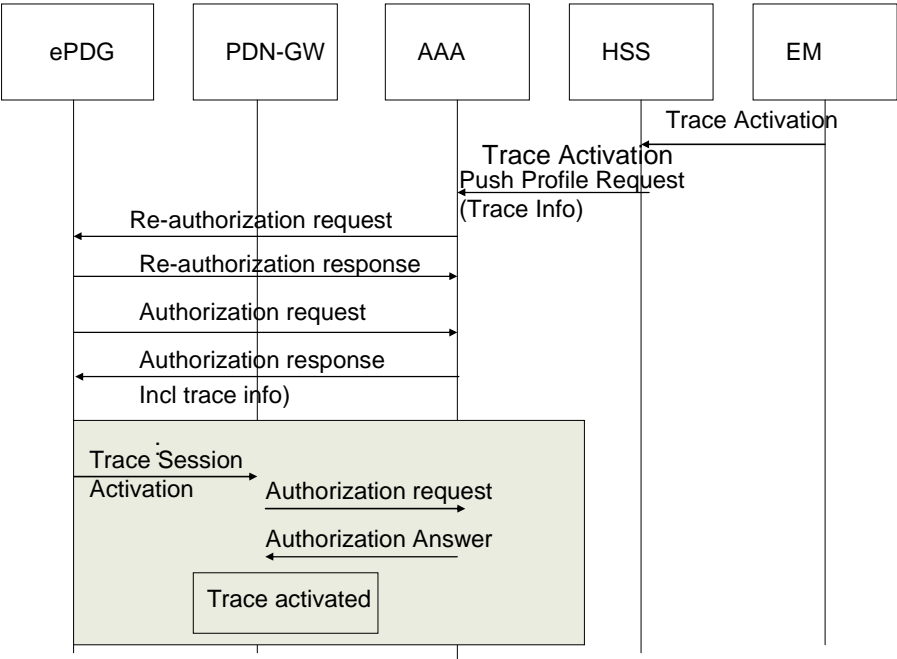 ePDG
PDN-GW
AAA
HSS
EM
Trace Activation
Trace Activation
Push Profile Request
(Trace Info)
Re-authorization request
Re-authorization response
Authorization request
Authorization response
Incl trace info)
:
Trace Session
Activation
Authorization request
Authorization Answer
Trace activated